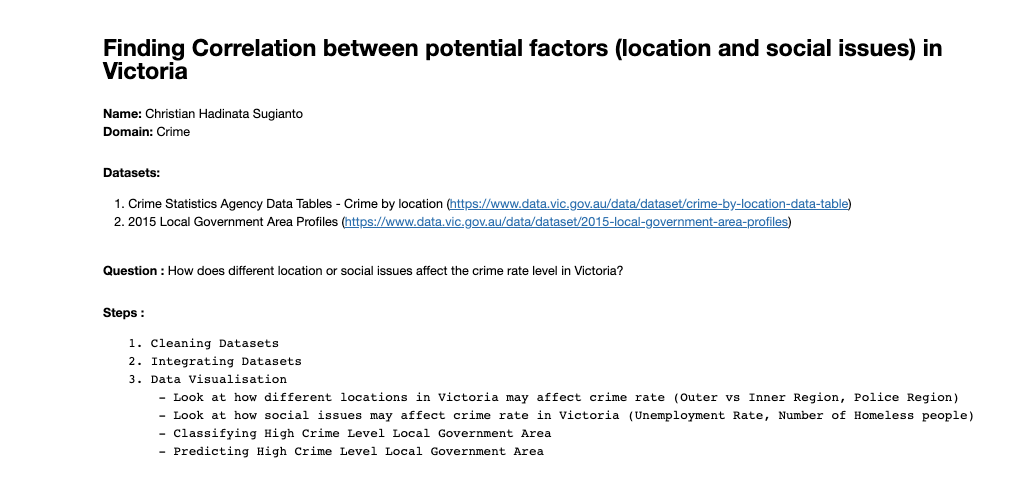 Finding Correlation between potential factors (location and social issues) in
Victoria
Name: Christian Hadinata Sugianto
Domain: Crime
Datasets:
1. Crime Statistics Agency Data Tables - Crime by location (https://www.data.vic.gov.au/data/dataset/crime-by-location-data-table)
2. 2015 Local Government Area Profiles (https://www.data.vic.gov.au/data/dataset/2015-local-government-area-profiles)
Question : How does different location or social issues affect the crime rate level in Victoria?
Steps :
1. Cleaning Datasets
2. Integrating Datasets
3. Data Visualisation
- Look at how different locations in Victoria may affect crime rate (Outer vs Inner Region, Police Region)
- Look at how social issues may affect crime rate in Victoria (Unemployment Rate, Number of Homeless people)
- Classifying High Crime Level Local Government Area
- Predicting High Crime Level Local Government Area